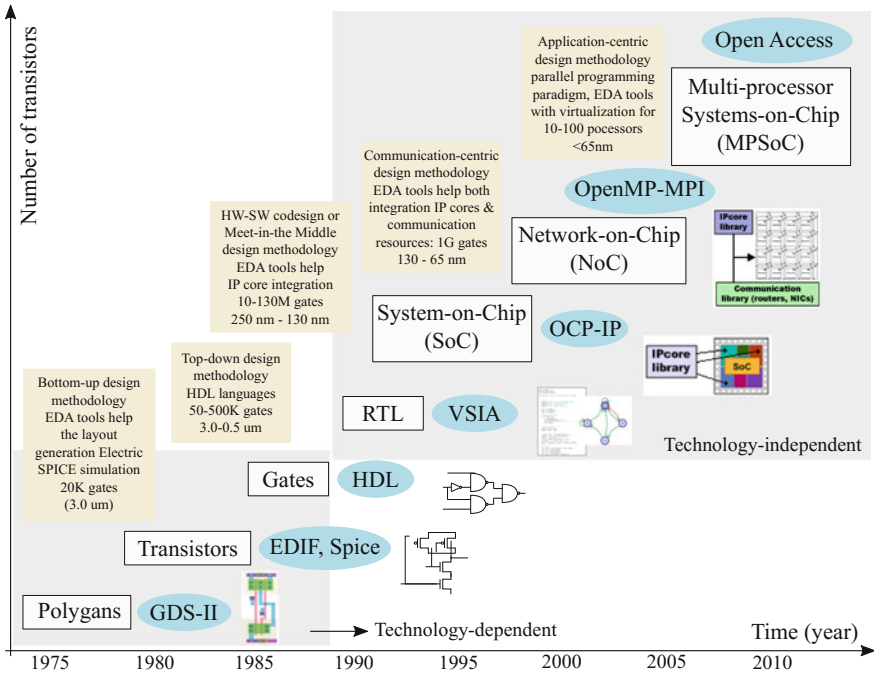 Number of transistors
Open Access
Application-centric
design methodology
parallel programming
paradigm, EDA tools
with virtualization for
10-100 pocessors
<65nm
Multi-processor
Systems-on-Chip
(MPSoC)
Communication-centric
design methodology
EDA tools help both
integration IP cores &
communication
resources: 1G gates
130 - 65 nm
OpenMP-MPI
HW-SW codesign or
Meet-in-the Middle
design methodology
EDA tools help
IP core integration
10-130M gates
250 nm - 130 nm
Network-on-Chip
(NoC)
IPcore
library
Communication
library (routers, NICs)
System-on-Chip
(SoC)
OCP-IP
IPcore
library
SoC
Top-down design
methodology
HDL languages
50-500K gates
3.0-0.5 um
Bottom-up design
methodology
EDA tools help
the layout
generation Electric
SPICE simulation
20K gates
(3.0 um)
RTL
VSIA
Technology-independent
Gates
HDL
Transistors
EDIF, Spice
Polygans
GDS-II
Technology-dependent
Time (year)
1975
1980
1985
1990
1995
2000
2005
2010